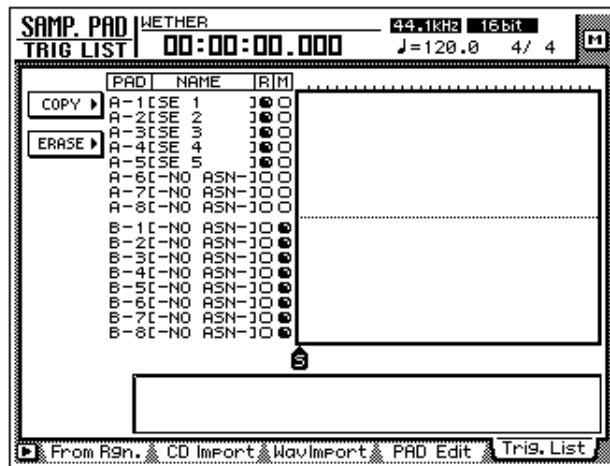 SAMP. PAD
TRIG LIST
WETHER
00:00:00.000
44.1kHz 16bit
♩=120.0 4/ 4
M
PAD NAME R M
COPY
ERASE
A-1[SE 1 ]
A-2[SE 2 ]
A-3[SE 3 ]
A-4[SE 4 ]
A-5[SE 5 ]
A-6[-NO ASN-]
A-7[-NO ASN-]
A-8[-NO ASN-]
B-1[-NO ASN-]
B-2[-NO ASN-]
B-3[-NO ASN-]
B-4[-NO ASN-]
B-5[-NO ASN-]
B-6[-NO ASN-]
B-7[-NO ASN-]
B-8[-NO ASN-]
S
From Rgn. CD Import WavImport PAD Edit Trig. List